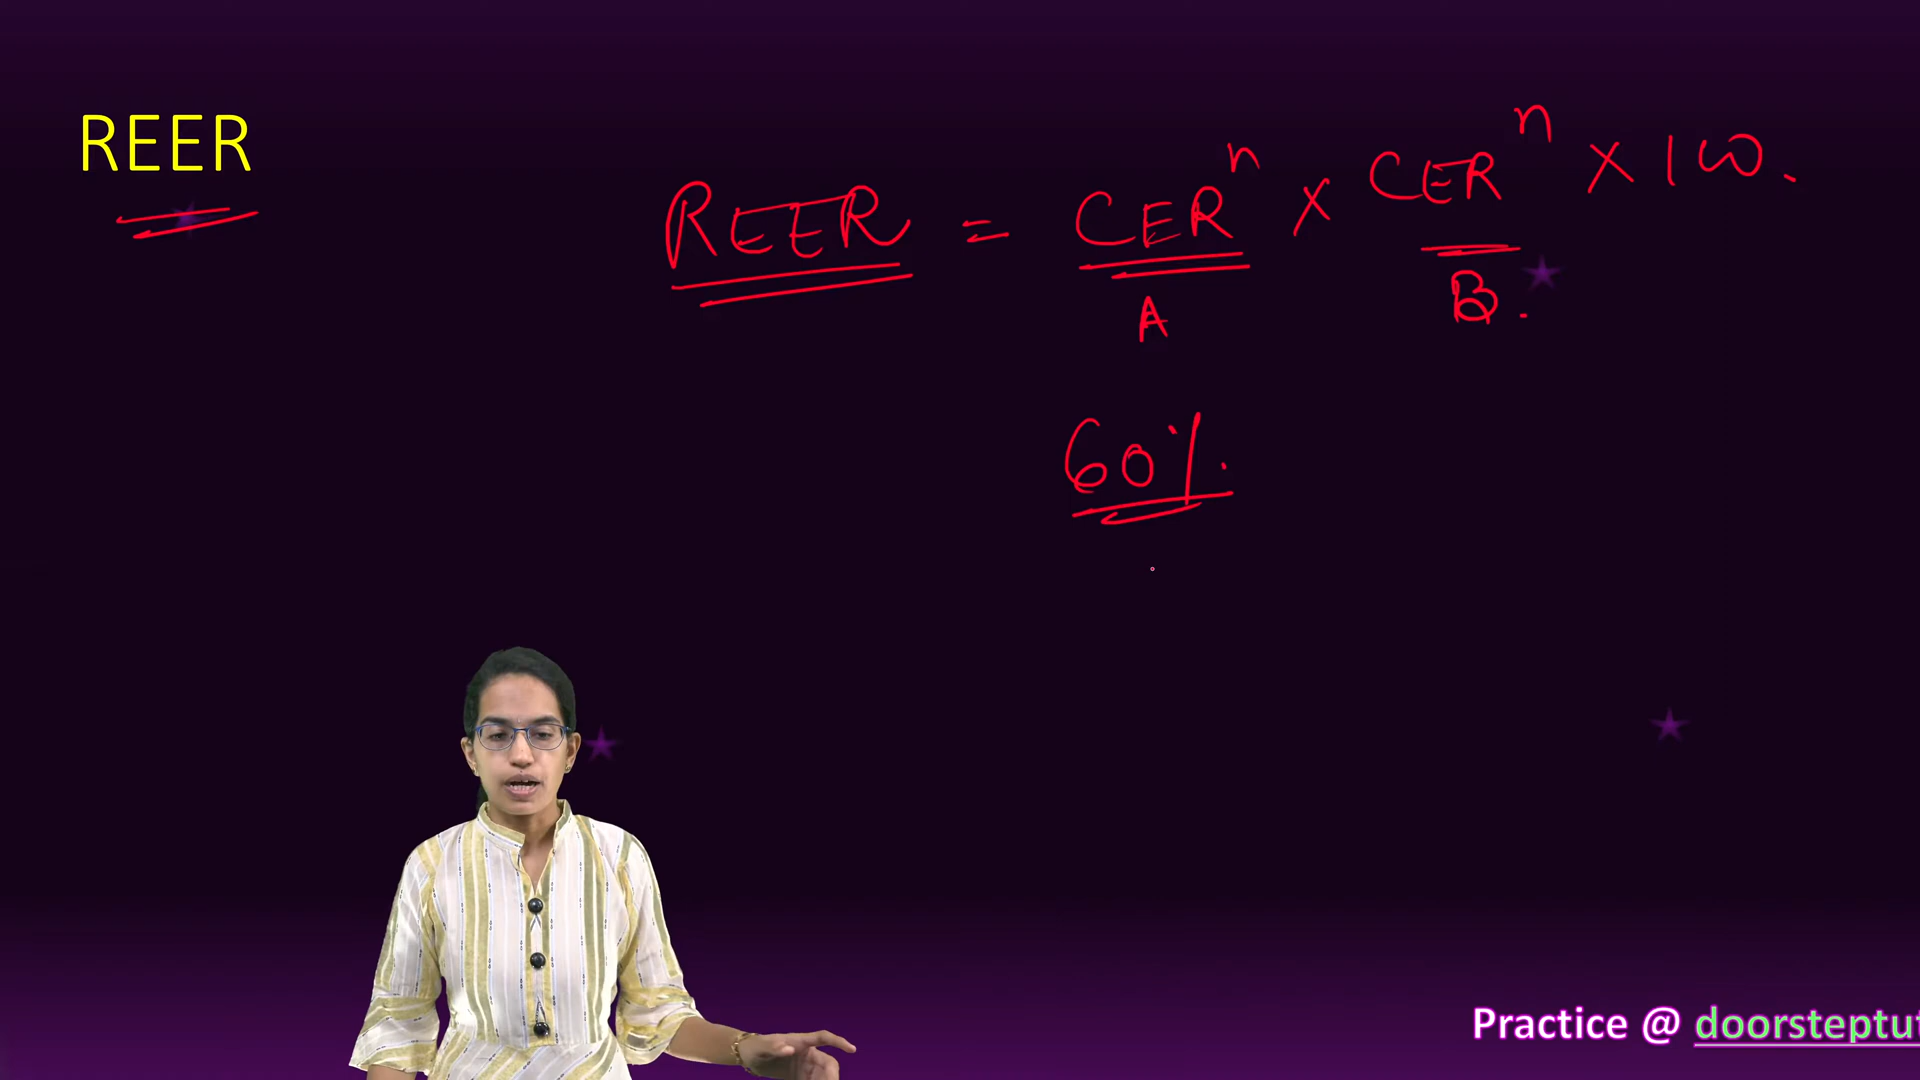 REER
REER = CERⁿ × CERⁿ × 100.
A B.
60%.
Practice @ doorsteptut